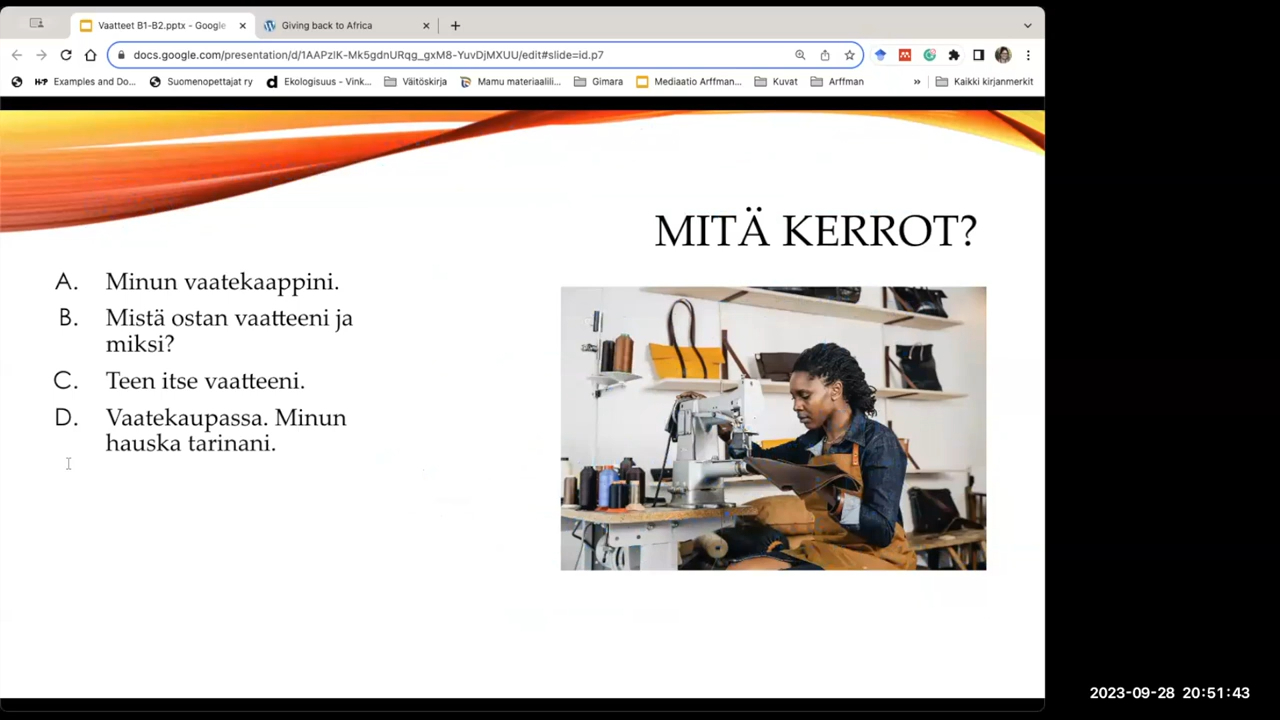 Vaatteet B1-B2.pptx - Google
Giving back to Africa
docs.google.com/presentation/d/1AAPzIK-Mk5gdnURqg_gxM8-YuvDjMXUU/edit#slide=id.p7
Examples and Do...
Suomenopettajat ry
Ekologisuus - Vink...
Väitöskirja
Mamu materiaalili...
Gimara
Mediaatio Arffman...
Kuvat
Arffman
»
Kaikki kirjanmerkit
MITÄ KERROT?
A. Minun vaatekaappini.
B. Mistä ostan vaatteeni ja
miksi?
C. Teen itse vaatteeni.
D. Vaatekaupassa. Minun
hauska tarinani.
2023-09-28 20:51:43